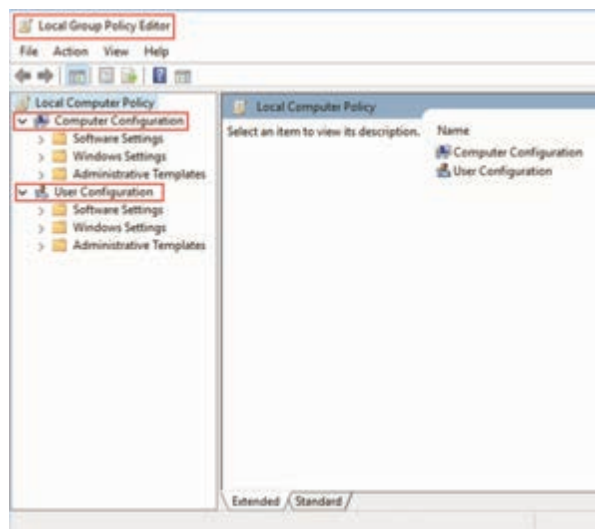 Local Group Policy Editor
File Action View Help
Local Computer Policy
Computer Configuration
Software Settings
Windows Settings
Administrative Templates
User Configuration
Software Settings
Windows Settings
Administrative Templates
Local Computer Policy
Select an item to view its description.
Name
Computer Configuration
User Configuration
Extended Standard